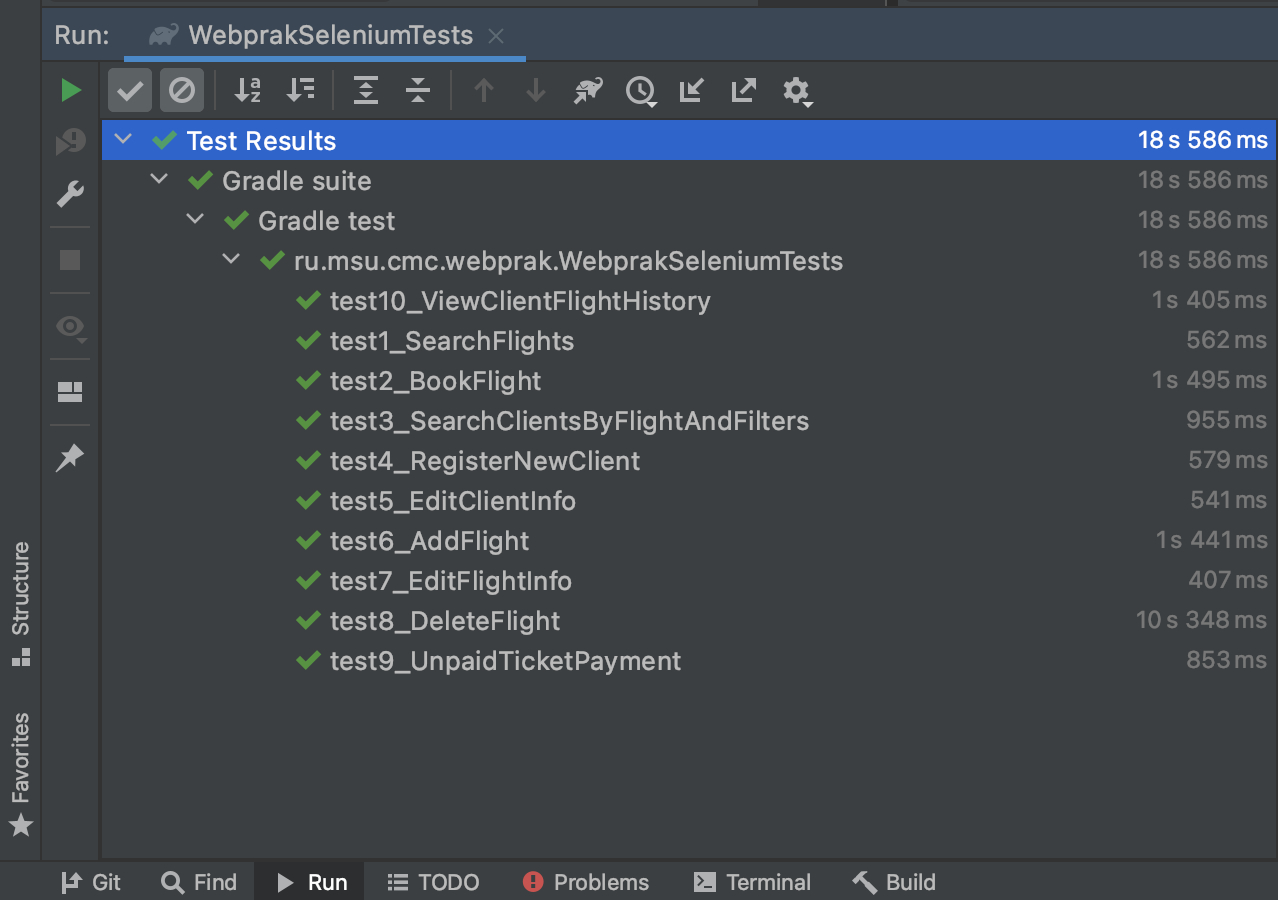 Run: WebprakSeleniumTests
Test Results 18 s 586 ms
Gradle suite 18 s 586 ms
Gradle test 18 s 586 ms
ru.msu.cmc.webprak.WebprakSeleniumTests 18 s 586 ms
test10_ViewClientFlightHistory 1 s 405 ms
test1_SearchFlights 562 ms
test2_BookFlight 1 s 495 ms
test3_SearchClientsByFlightAndFilters 955 ms
test4_RegisterNewClient 579 ms
test5_EditClientInfo 541 ms
test6_AddFlight 1 s 441 ms
test7_EditFlightInfo 407 ms
test8_DeleteFlight 10 s 348 ms
test9_UnpaidTicketPayment 853 ms
Structure
Favorites
Git Find Run TODO Problems Terminal Build